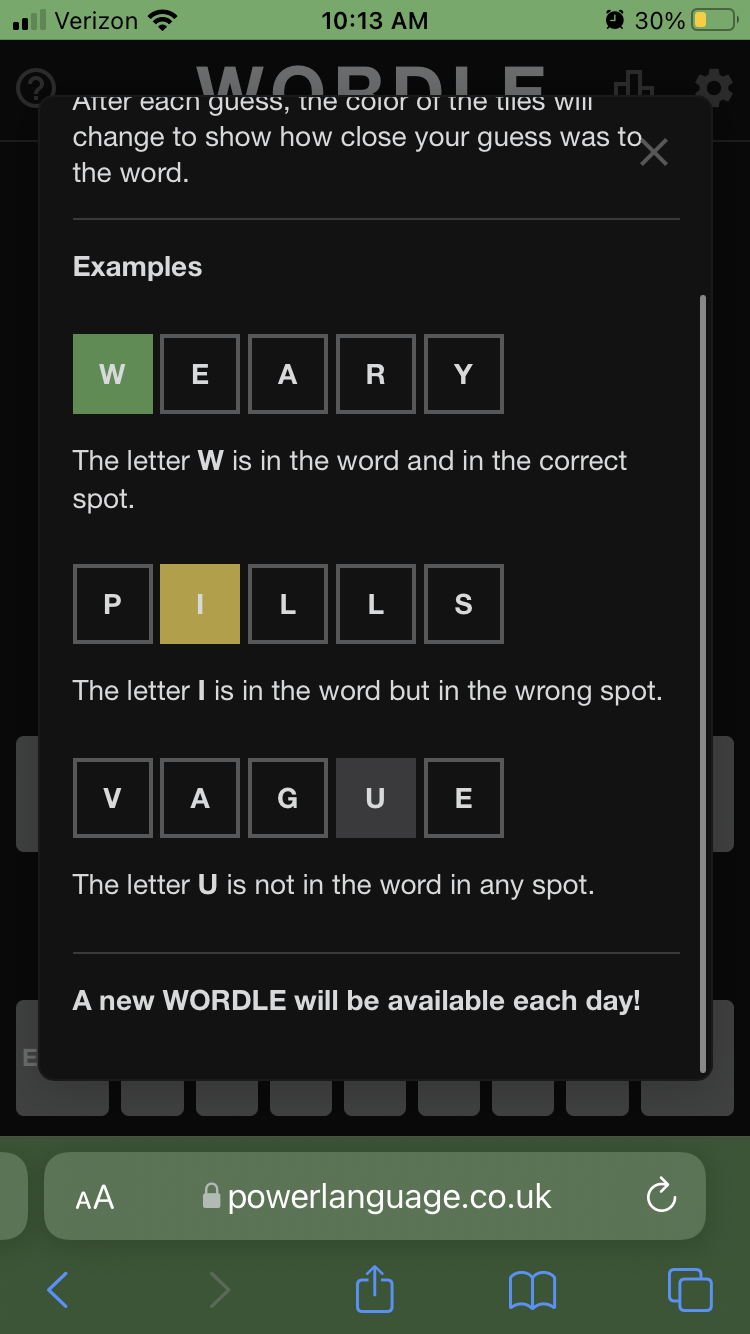 Verizon 10:13 AM 30%
? WORDLE
After each guess, the color of the tiles will
change to show how close your guess was to
the word.
Examples
W E A R Y
The letter W is in the word and in the correct
spot.
P I L L S
The letter I is in the word but in the wrong spot.
V A G U E
The letter U is not in the word in any spot.
A new WORDLE will be available each day!
E
AA powerlanguage.co.uk